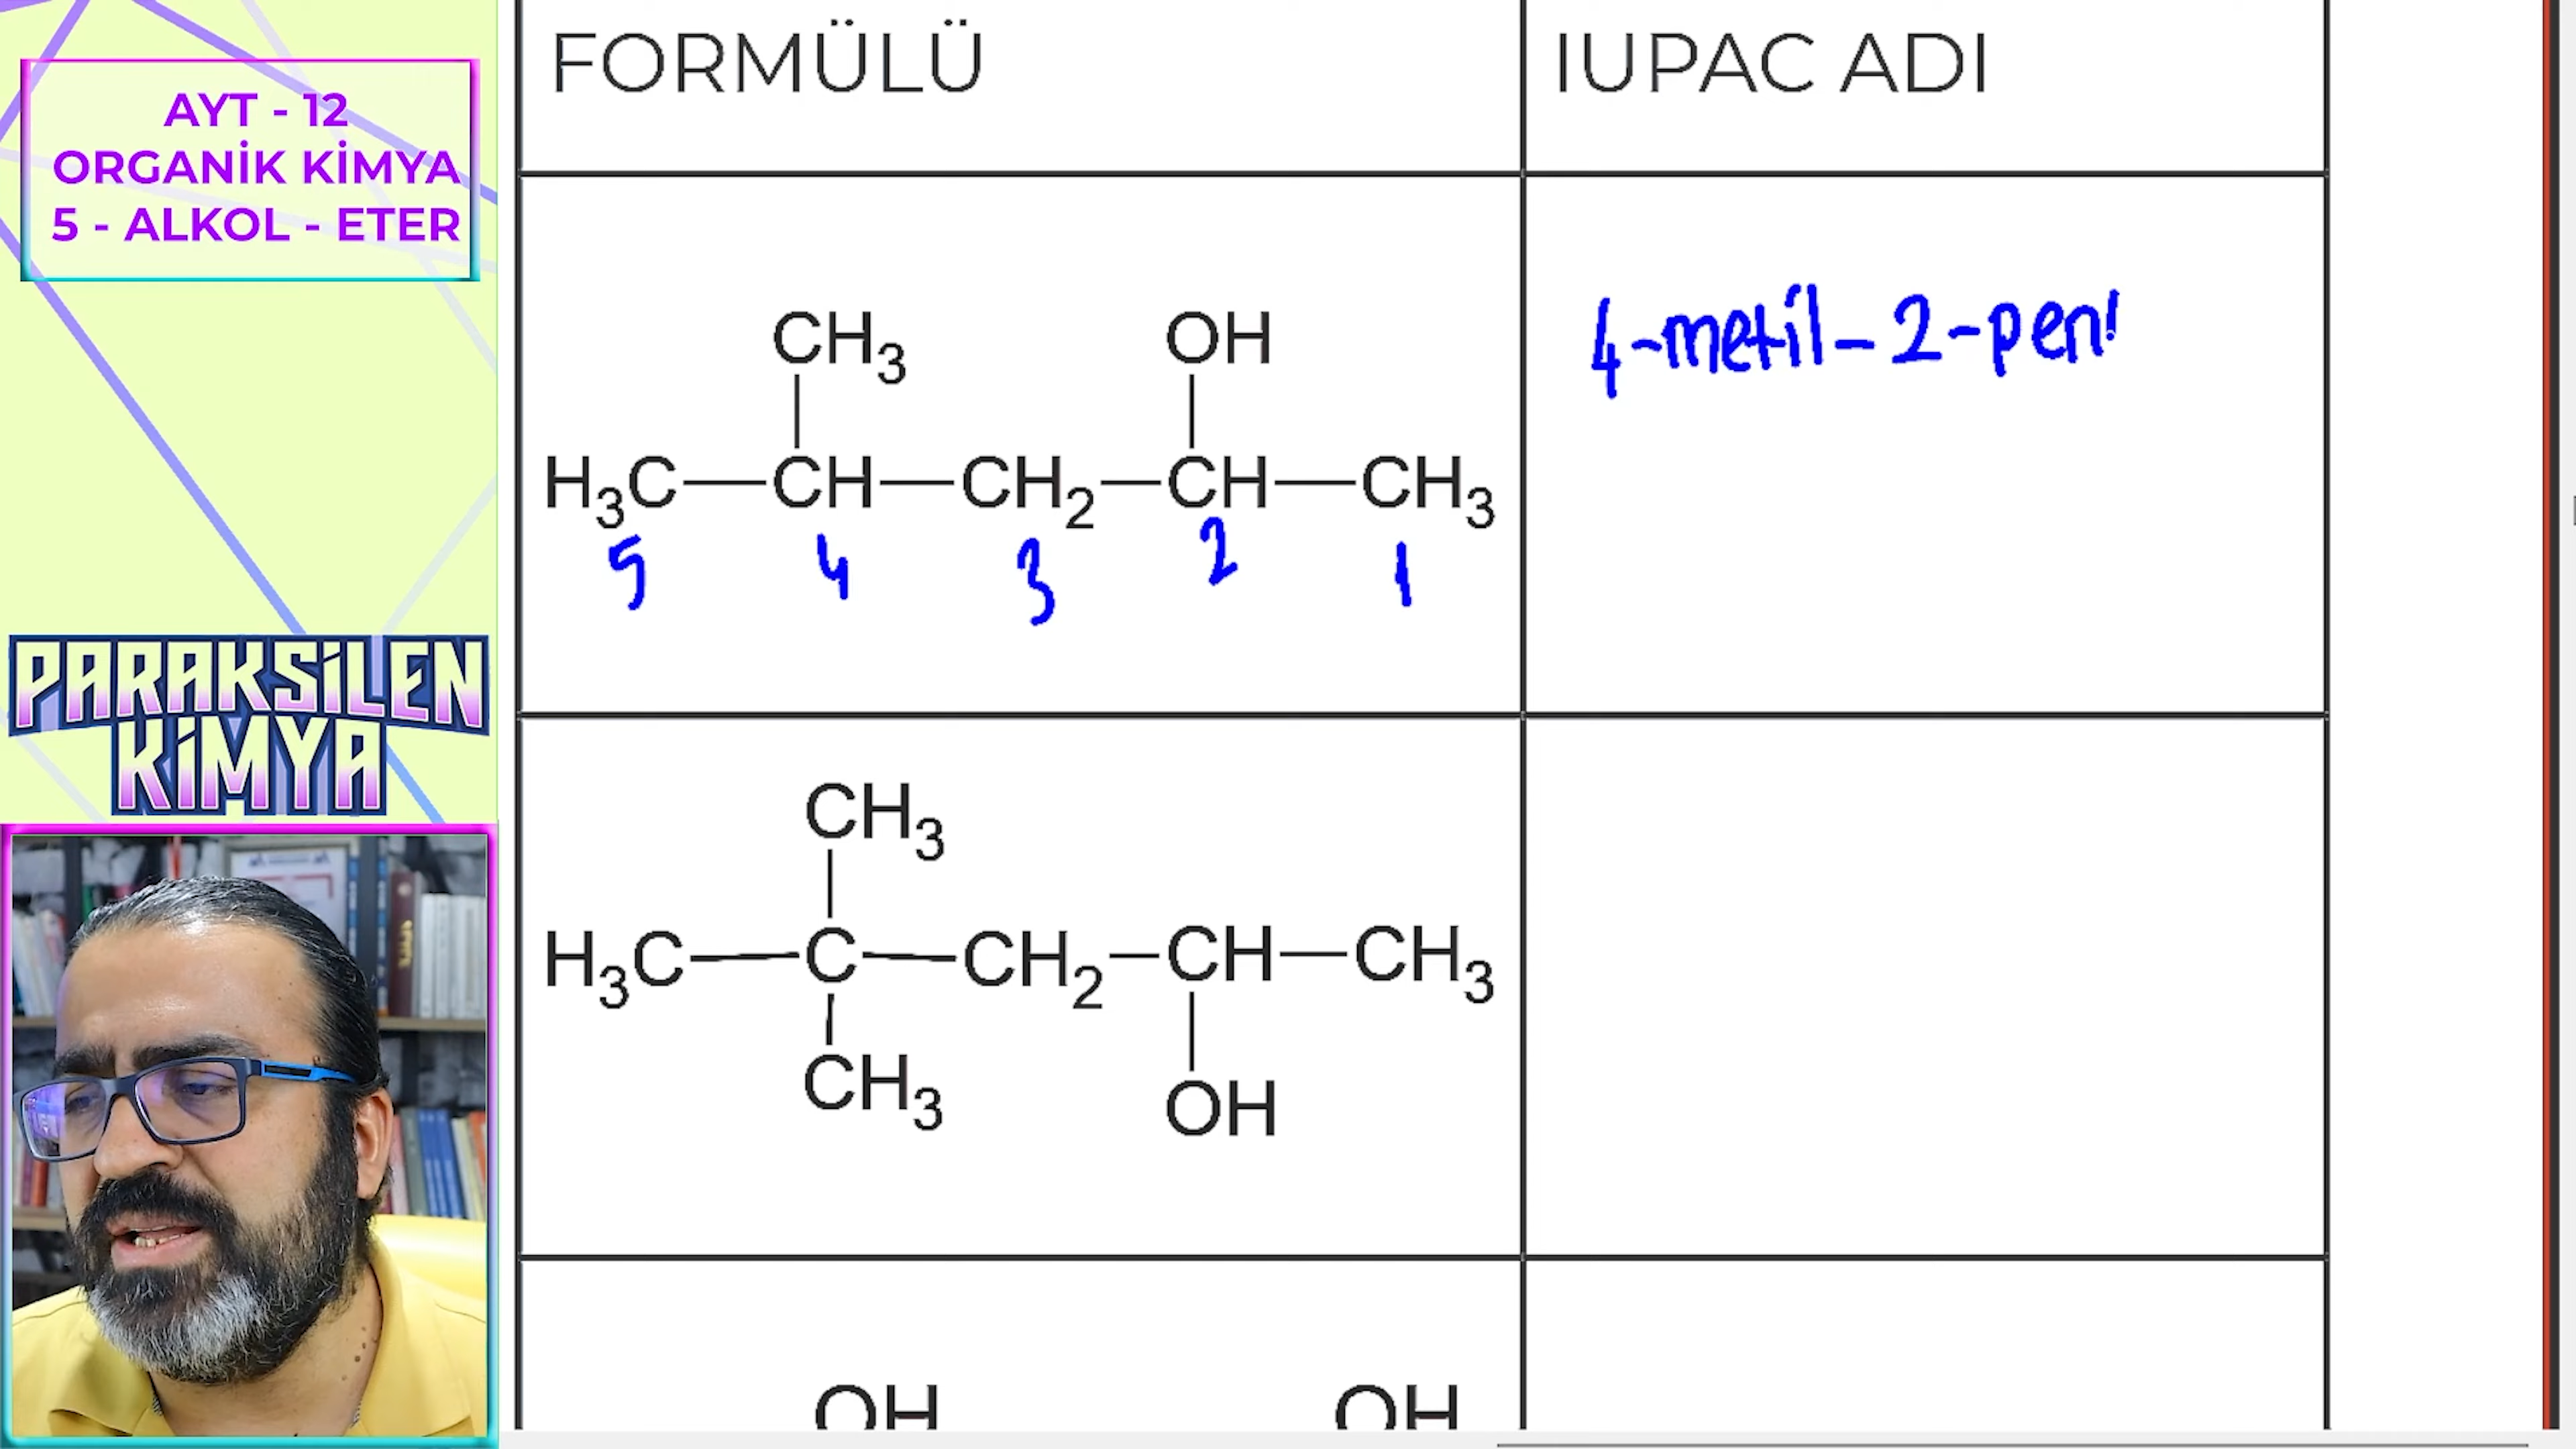 AYT - 12
ORGANİK KİMYA
5 - ALKOL - ETER
PARAKSİLEN
KİMYA
FORMÜLÜ
IUPAC ADI
CH3
OH
H3C—CH—CH2—CH—CH3
5 4 3 2 1
4-metil-2-pen
CH3
H3C—C—CH2—CH—CH3
CH3
OH
OH
OH